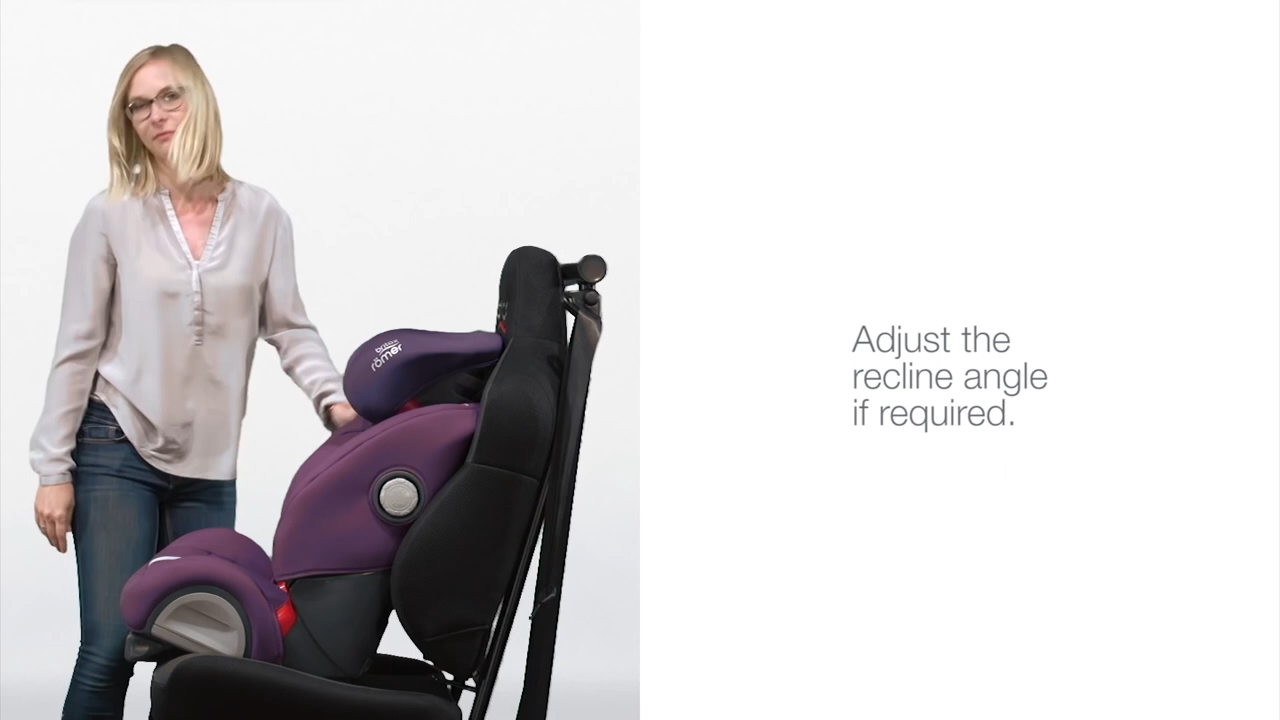 britax
römer
Adjust the
recline angle
if required.